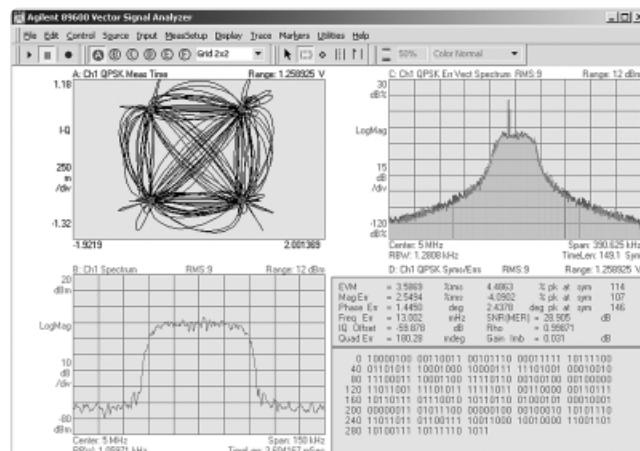 Agilent 89600 Vector Signal Analyzer
File Edit Control Source Input MeasSetup Display Trace Markers Utilities Help
A B C D E F Grid 2x2 50% Color Normal
A: Ch1 QPSK Meas Time Range: 1.258925 V
1.18
I-Q
250
m
/div
-1.32
-1.9219 2.001369
C: Ch1 QPSK Err Vect Spectrum RMS:9 Range: 12 dBm
30
dB%
LogMag
15
dB
/div
-120
dB%
Center: 5 MHz Span: 390.625 kHz
RBW: 1.2808 kHz TimeLen: 149.1 Sym
B: Ch1 Spectrum RMS:9 Range: 12 dBm
20
dBm
LogMag
10
dB
/div
-80
dBm
Center: 5 MHz Span: 150 kHz
D: Ch1 QPSK Syms/Errs Range: 1.258925 V
EVM = 3.5869 %rms 4.4863 % pk at sym 114
Mag Err = 2.5494 %rms -4.0902 % pk at sym 107
Phase Err = 1.4450 deg 2.4378 deg pk at sym 146
Freq Err = 13.002 mHz SNR(MER) = 28.905 dB
IQ Offset = -59.878 dB Rho = 0.99871
Quad Err = 180.28 mdeg Gain Imb = 0.031 dB
0 10000100 00110011 00101110 00011111 10111100
40 01101011 10001000 10000111 11101001 00010010
80 11100011 10001100 11110110 00100100 00100000
120 11011001 11101011 11111011 00110000 00110111
160 10110111 01110010 10110110 01000101 00010001
200 00000011 01011100 00000100 00100010 10101110
240 11011011 01100111 10011000 10010000 11001101
280 10100111 10111110 1011